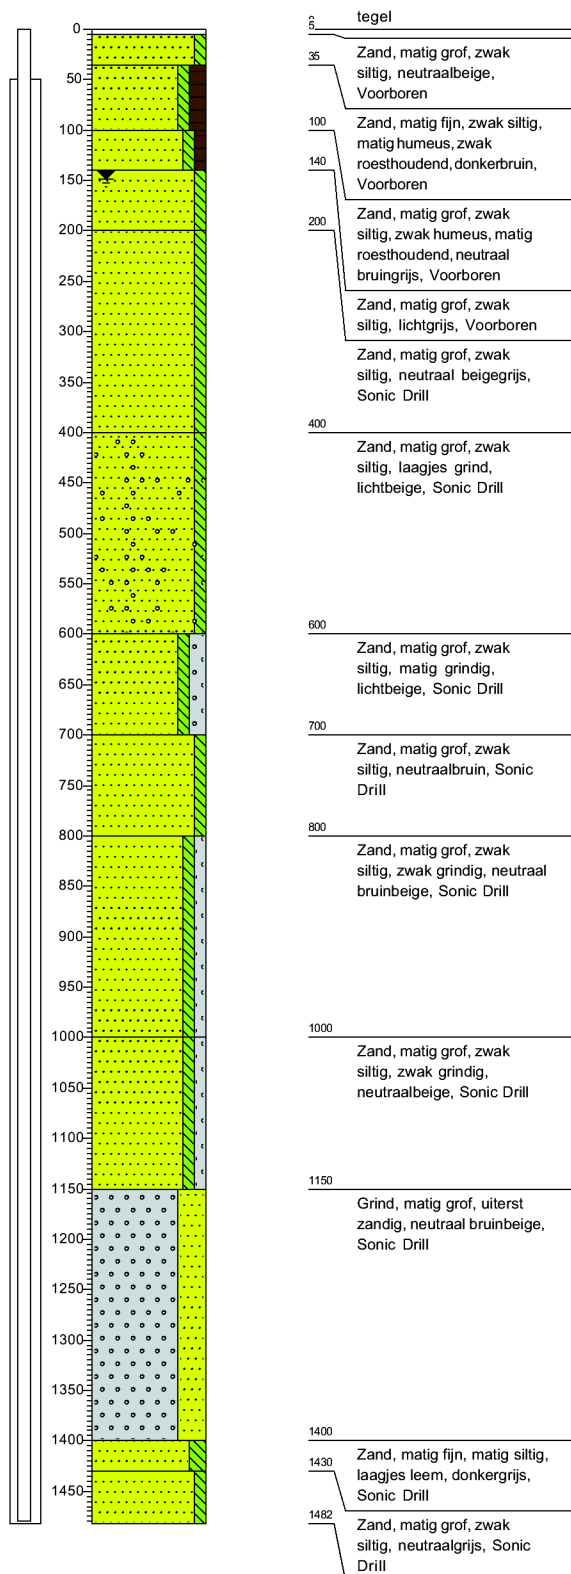 0
50
100
150
200
250
300
350
400
450
500
550
600
650
700
750
800
850
900
950
1000
1050
1100
1150
1200
1250
1300
1350
1400
1450
5
tegel
35
Zand, matig grof, zwak
siltig, neutraalbeige,
Voorboren
100
Zand, matig fijn, zwak siltig,
matig humeus, zwak
roesthoudend, donkerbruin,
Voorboren
140
Zand, matig grof, zwak
siltig, zwak humeus, matig
roesthoudend, neutraal
bruingrijs, Voorboren
200
Zand, matig grof, zwak
siltig, lichtgrijs, Voorboren
Zand, matig grof, zwak
siltig, neutraal beigegrijs,
Sonic Drill
400
Zand, matig grof, zwak
siltig, laagjes grind,
lichtbeige, Sonic Drill
600
Zand, matig grof, zwak
siltig, matig grindig,
lichtbeige, Sonic Drill
700
Zand, matig grof, zwak
siltig, neutraalbruin, Sonic
Drill
800
Zand, matig grof, zwak
siltig, zwak grindig, neutraal
bruinbeige, Sonic Drill
1000
Zand, matig grof, zwak
siltig, zwak grindig,
neutraalbeige, Sonic Drill
1150
Grind, matig grof, uiterst
zandig, neutraal bruinbeige,
Sonic Drill
1400
Zand, matig fijn, matig siltig,
laagjes leem, donkergrijs,
Sonic Drill
1430
1482
Zand, matig grof, zwak
siltig, neutraalgrijs, Sonic
Drill